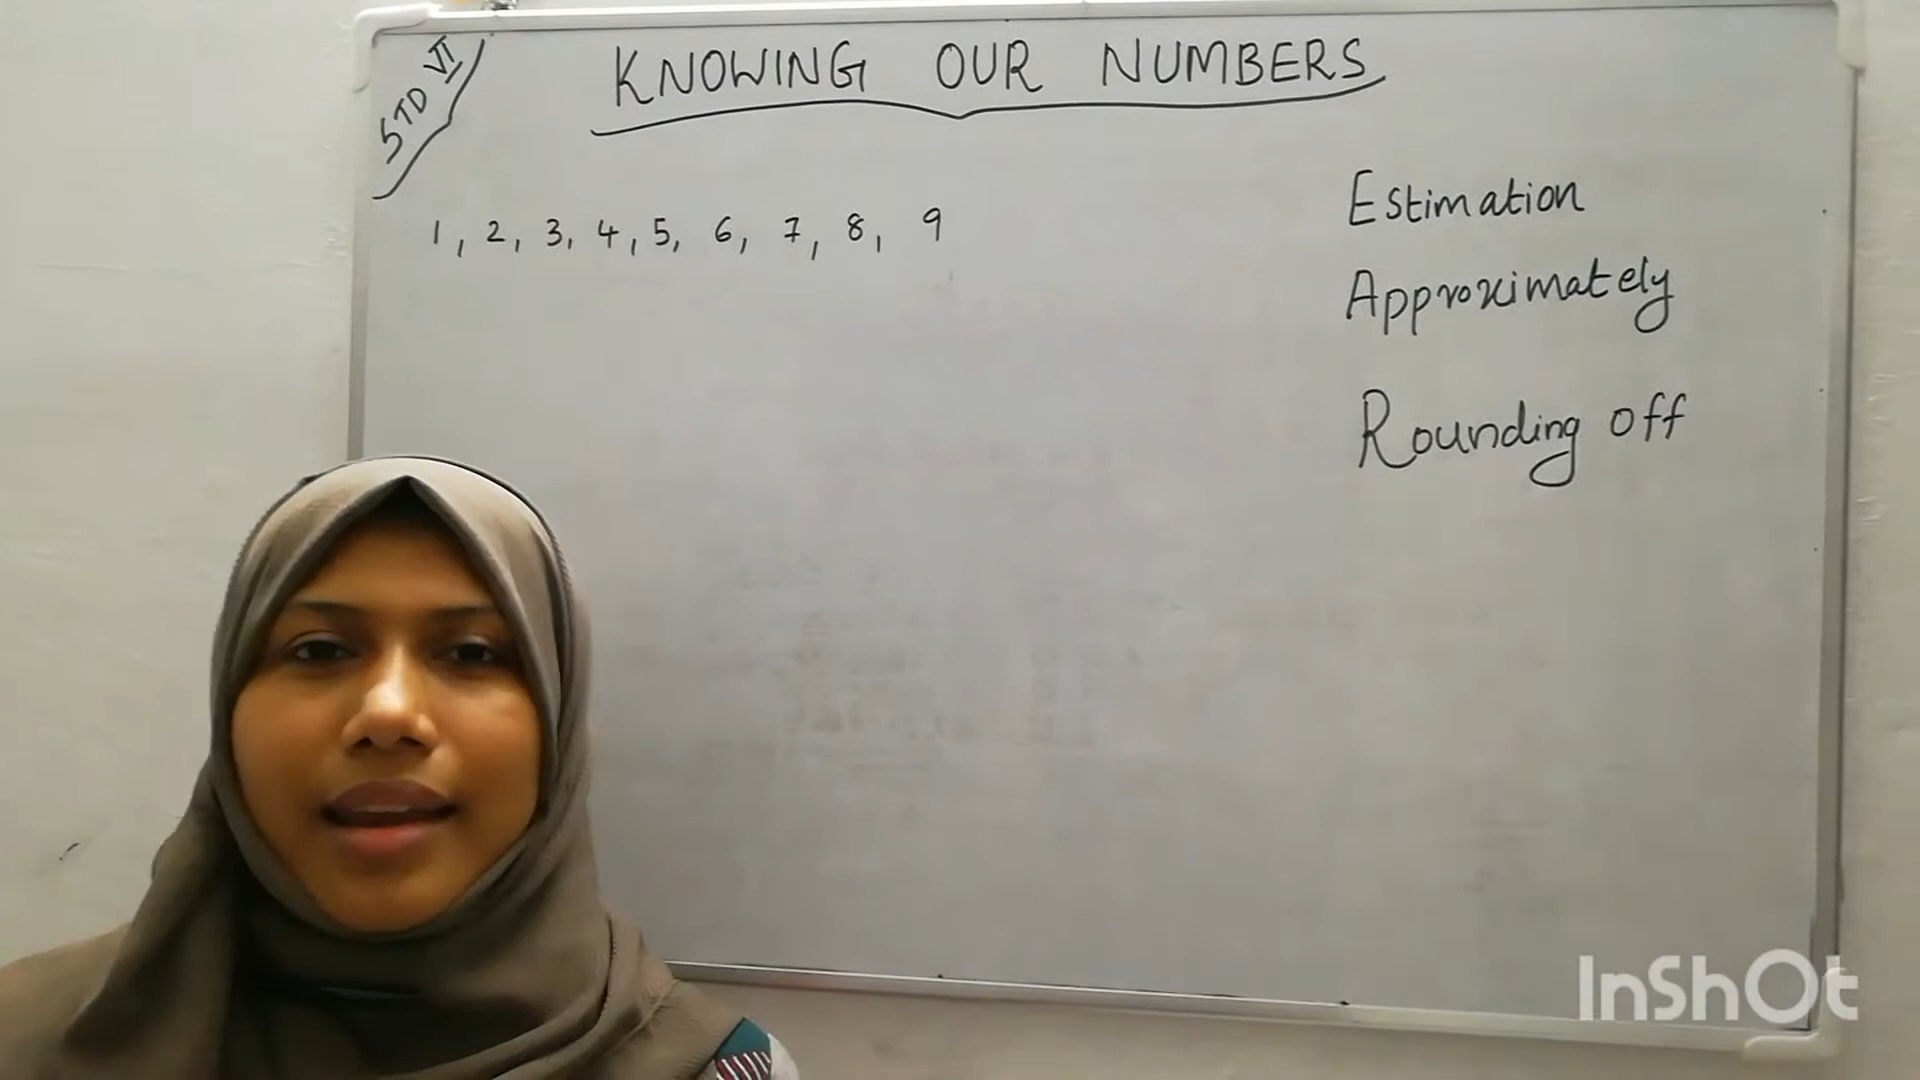 STD VI
KNOWING OUR NUMBERS
1, 2, 3, 4, 5, 6, 7, 8, 9
Estimation
Approximately
Rounding off
InShOt